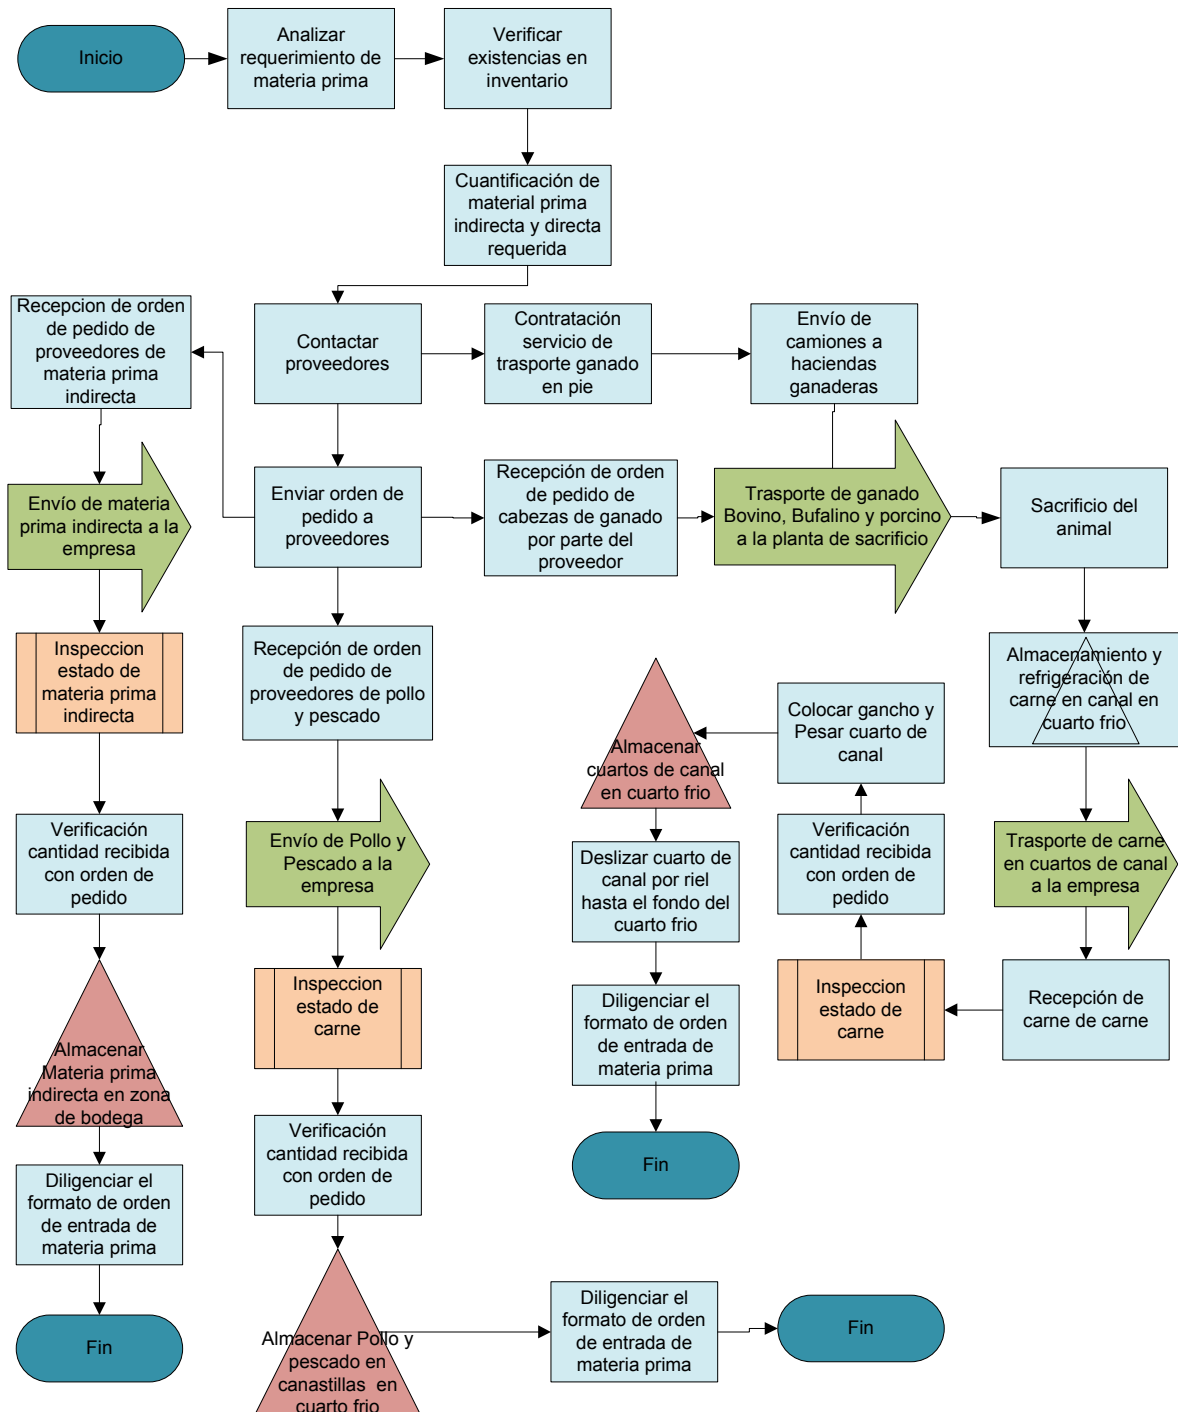 Inicio
Analizar
requerimiento de
materia prima
Verificar
existencias en
inventario
Cuantificación de
material prima
indirecta y directa
requerida
Recepcion de orden
de pedido de
proveedores de
materia prima
indirecta
Contactar
proveedores
Contratación
servicio de
trasporte ganado
en pie
Envío de
camiones a
haciendas
ganaderas
Envío de materia
prima indirecta a la
empresa
Enviar orden de
pedido a
proveedores
Recepción de orden
de pedido de
cabezas de ganado
por parte del
proveedor
Trasporte de ganado
Bovino, Bufalino y porcino
a la planta de sacrificio
Sacrificio del
animal
Inspeccion
estado de
materia prima
indirecta
Recepción de orden
de pedido de
proveedores de pollo
y pescado
Almacenar
cuartos de canal
en cuarto frio
Colocar gancho y
Pesar cuarto de
canal
Almacenamiento y
refrigeración de
carne en canal en
cuarto frio
Verificación
cantidad recibida
con orden de
pedido
Envío de Pollo y
Pescado a la
empresa
Deslizar cuarto de
canal por riel
hasta el fondo del
cuarto frio
Verificación
cantidad recibida
con orden de
pedido
Trasporte de carne
en cuartos de canal
a la empresa
Almacenar
Materia prima
indirecta en zona
de bodega
Inspeccion
estado de
carne
Diligenciar el
formato de orden
de entrada de
materia prima
Inspeccion
estado de
carne
Recepción de
carne de carne
Diligenciar el
formato de orden
de entrada de
materia prima
Verificación
cantidad recibida
con orden de
pedido
Fin
Fin
Almacenar Pollo y
pescado en
canastillas en
cuarto frio
Diligenciar el
formato de orden
de entrada de
materia prima
Fin